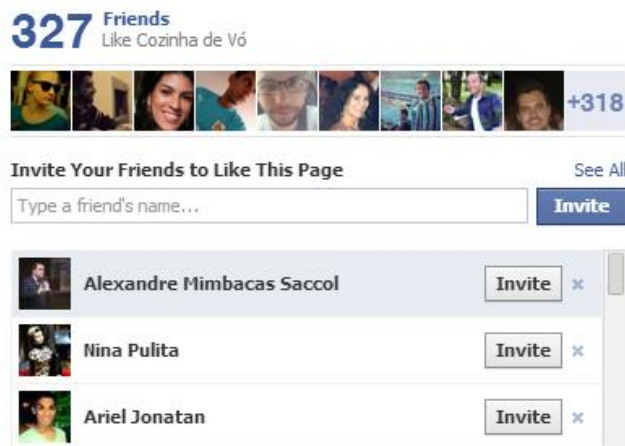 327 Friends
Like Cozinha de Vó
+318
Invite Your Friends to Like This Page See All
Type a friend's name... Invite
Alexandre Mimbacas Saccol Invite ×
Nina Pulita Invite ×
Ariel Jonatan Invite ×